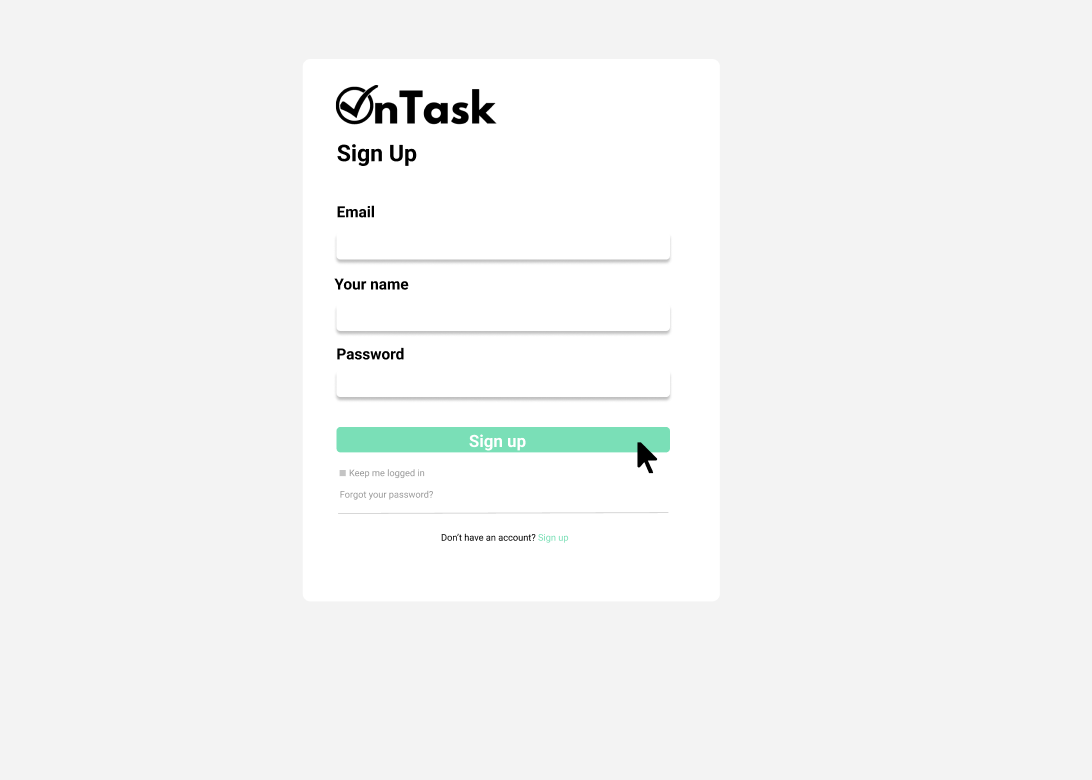 OnTask
Sign Up
Email
Your name
Password
Sign up
Keep me logged in
Forgot your password?
Don't have an account? Sign up